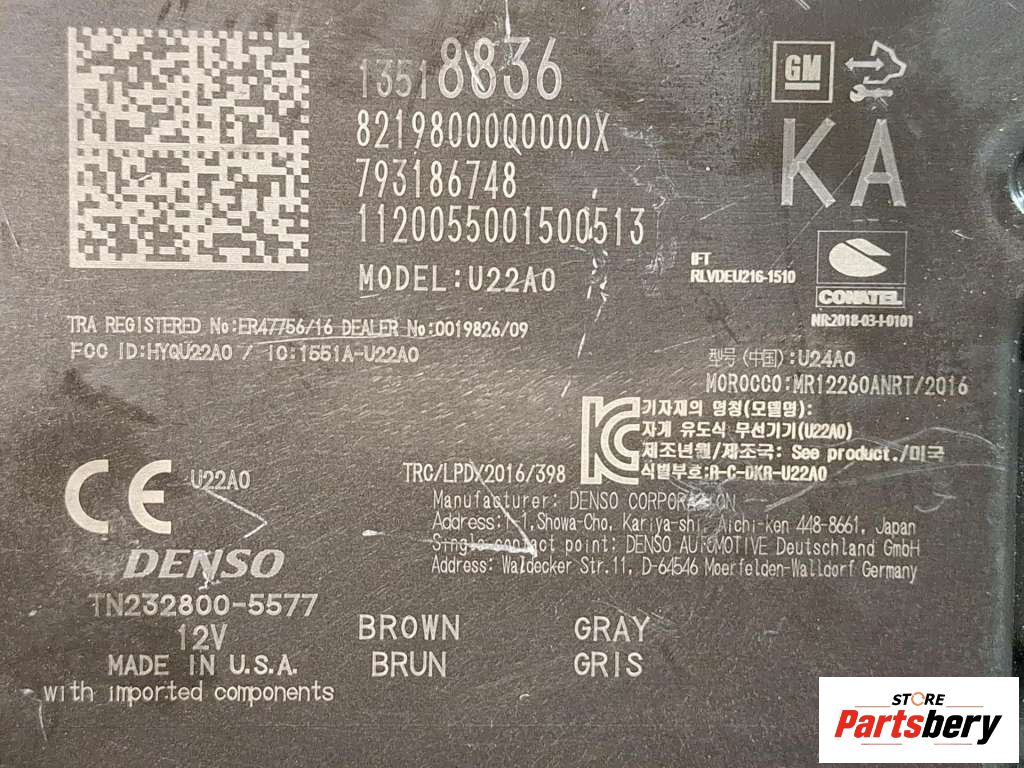 13518836
82198000Q0000X
793186748
1120055001500513
MODEL:U22A0
GM
KA
IFT
RLVDEU216-1510
CONATEL
NR:2018-03-I-0101
TRA REGISTERED No:ER47756/16 DEALER No:0019826/09
FCC ID:HYQU22A0 / IC:1551A-U22A0
型号(中国):U24A0
MOROCCO:MR12260ANRT/2016
기자재의 명칭(모델명):
자계 유도식 무선기기(U22A0)
제조년월/제조국: See product./미국
식별부호:R-C-DKR-U22A0
CE U22A0
TRC/LPD/2016/398
Manufacturer: DENSO CORPORATION
Address:1-1,Showa-Cho, Kariya-shi, Aichi-ken 448-8661, Japan
Single contact point: DENSO AUTOMOTIVE Deutschland GmbH
Address: Waldecker Str.11, D-64546 Moerfelden-Walldorf Germany
DENSO
TN232800-5577
12V
MADE IN U.S.A.
with imported components
BROWN GRAY
BRUN GRIS
STORE
Partsbery